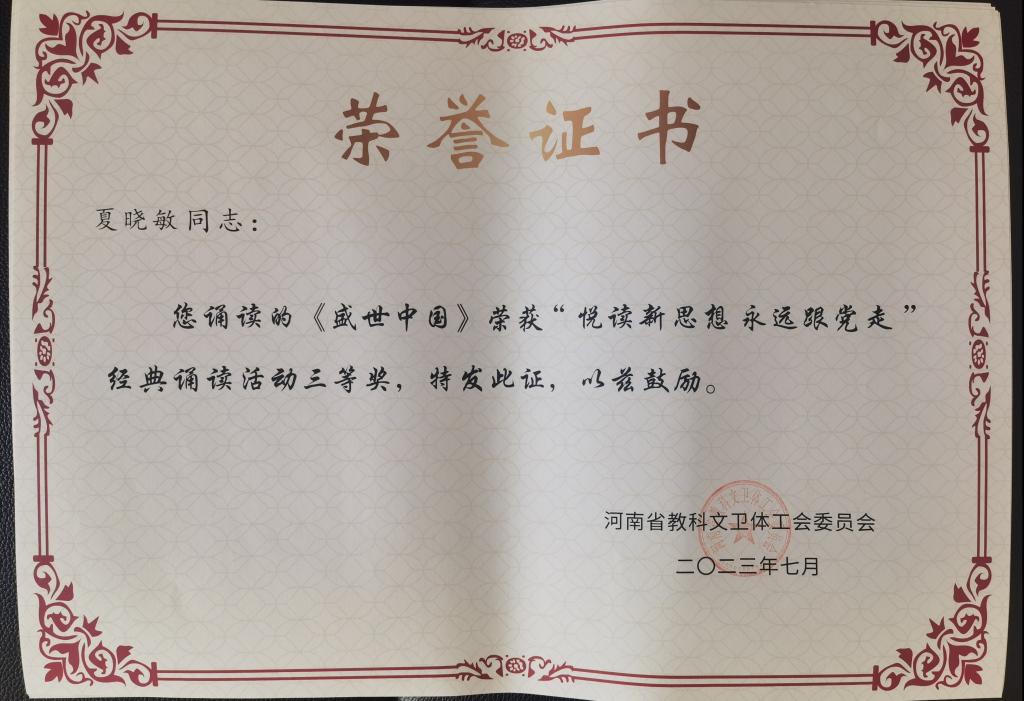 荣誉证书
夏晓敏同志：
您诵读的《盛世中国》荣获“悦读新思想 永远跟党走”
经典诵读活动三等奖，特发此证，以兹鼓励。
河南省教科文卫体工会委员会
二〇二三年七月